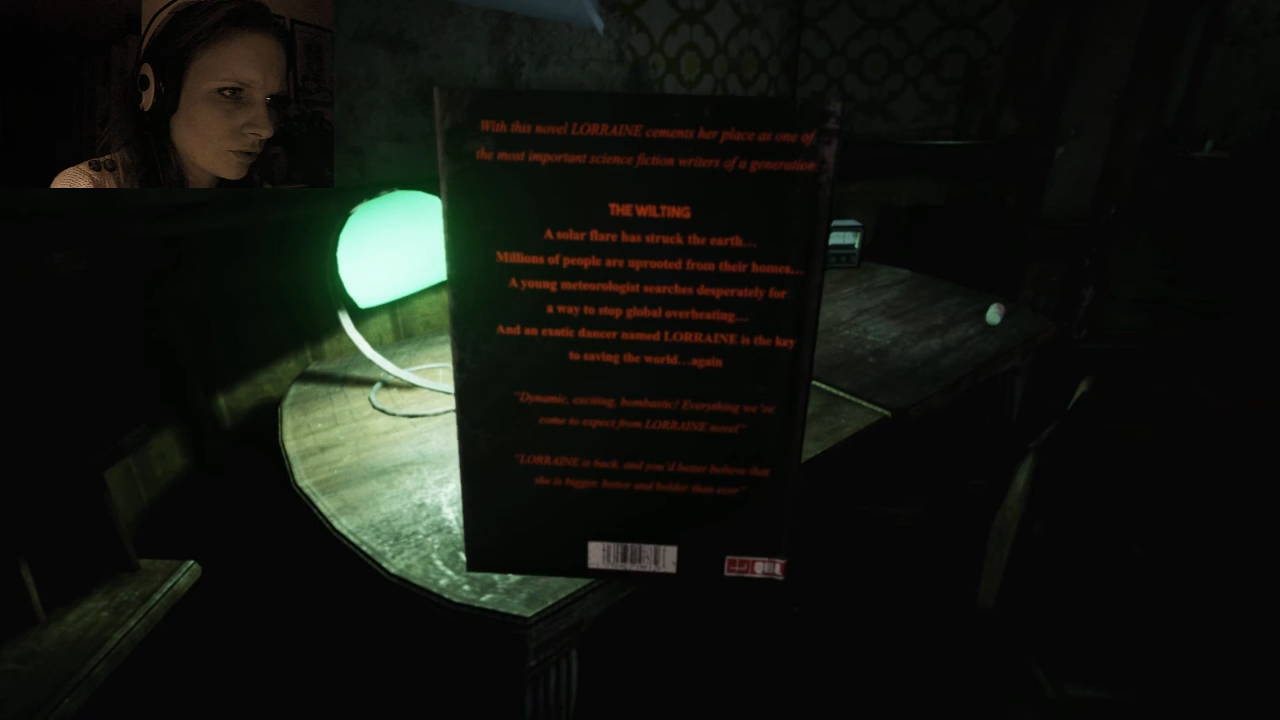 With this novel LORRAINE cements her place as one of
the most important science fiction writers of a generation
THE WILTING
A solar flare has struck the earth...
Millions of people are uprooted from their homes...
A young meteorologist searches desperately for
a way to stop global overheating...
And an exotic dancer named LORRAINE is the key
to saving the world...again
"Dynamic, exciting, bombastic! Everything we've
come to expect from LORRAINE novel"
"LORRAINE is back and you'd better believe that
she is bigger, better and bolder than ever"